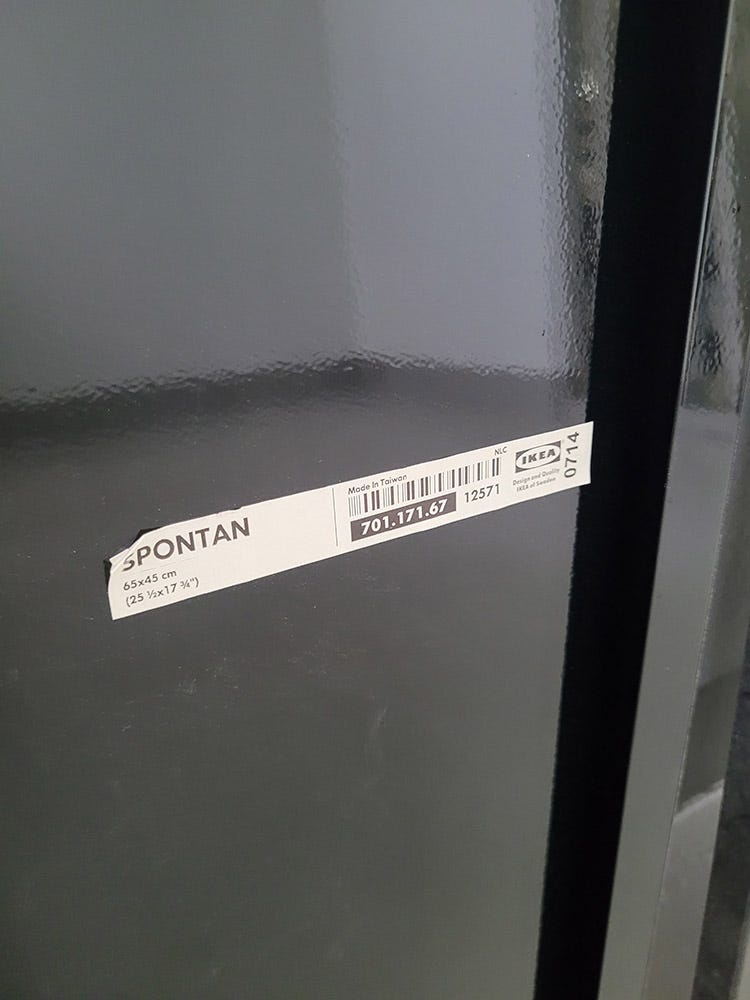 SPONTAN
65x45 cm
(25 ½x17 ¾")
Made in Taiwan
NLC
701.171.67
12571
IKEA
Design and Quality
IKEA of Sweden
0714